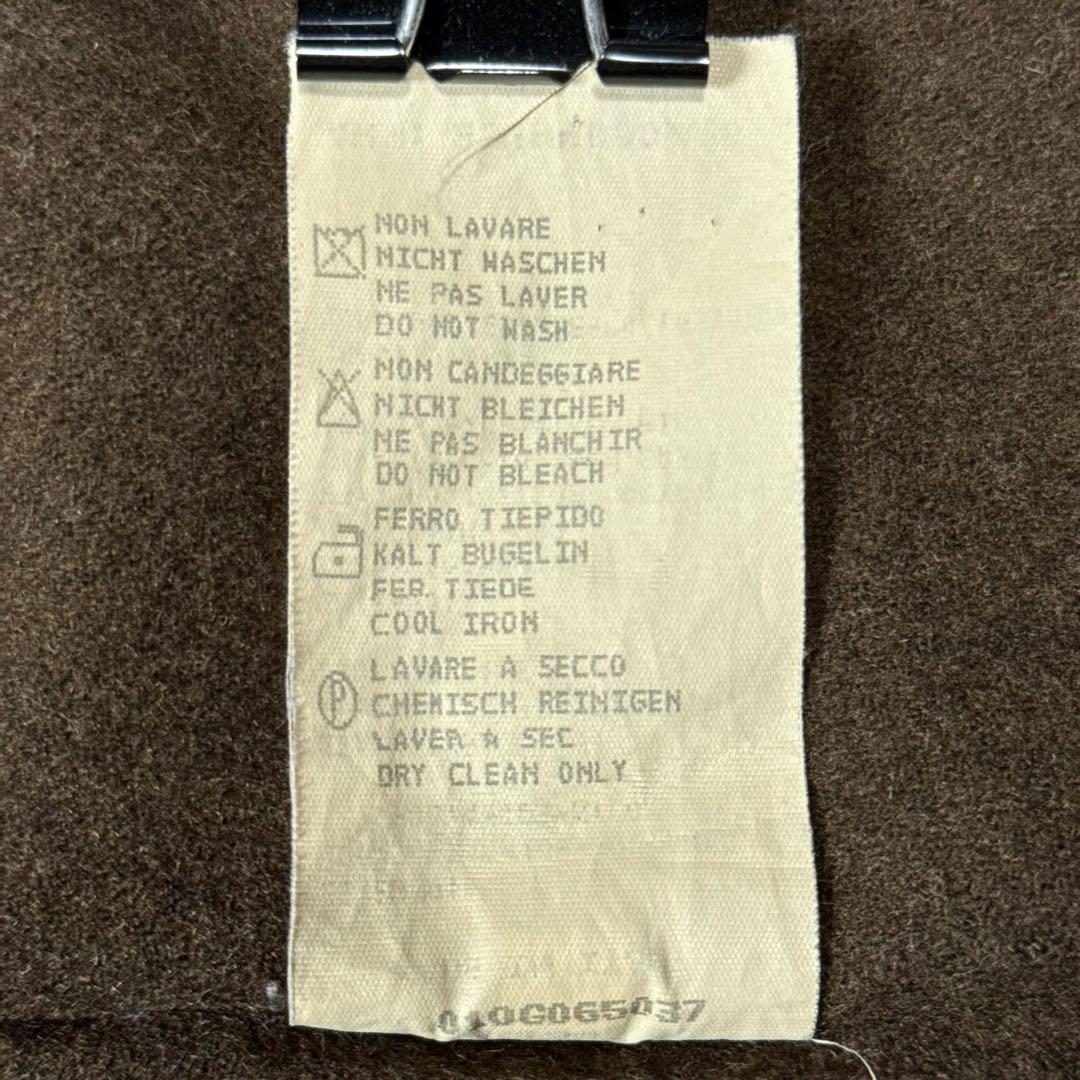 NON LAVARE
NICHT WASCHEN
NE PAS LAVER
DO NOT WASH
NON CANDEGGIARE
NICHT BLEICHEN
NE PAS BLANCHIR
DO NOT BLEACH
FERRO TIEPIDO
KALT BUGELIN
FER. TIEDE
COOL IRON
LAVARE A SECCO
P CHEMISCH REINIGEN
LAVER A SEC
DRY CLEAN ONLY
010G065037